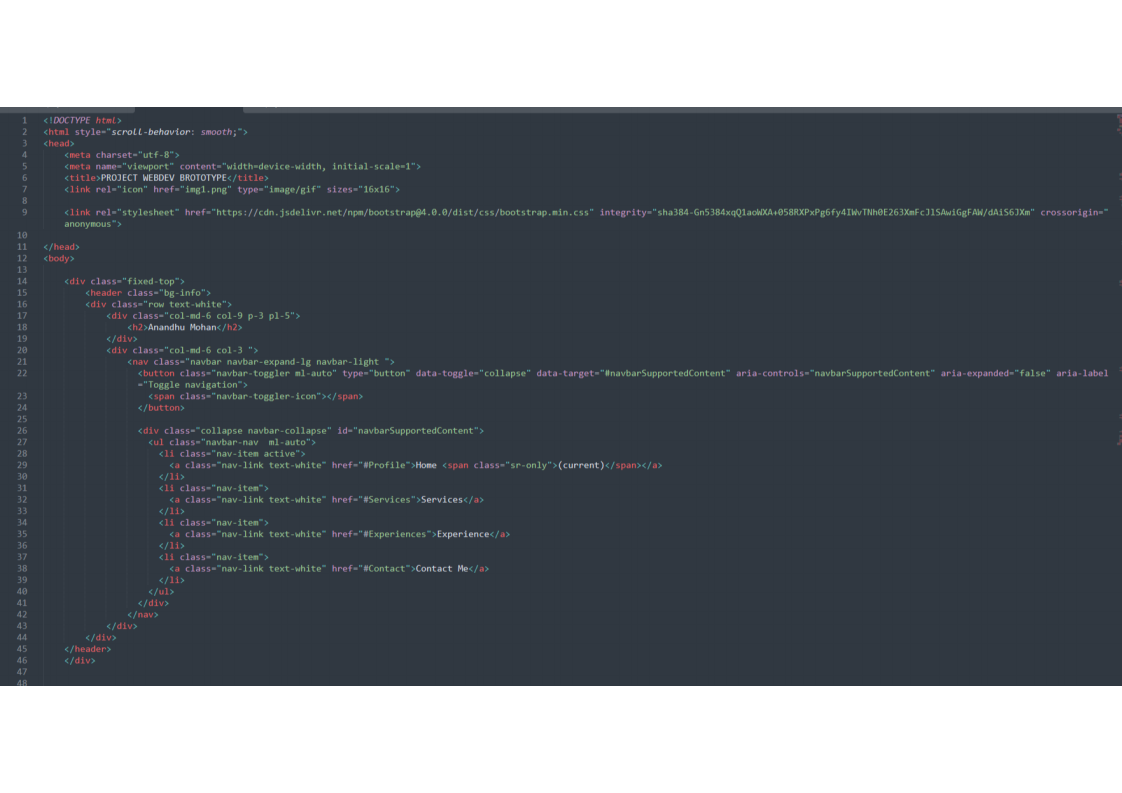 1 <!DOCTYPE html>
2 <html style="scroll-behavior: smooth;">
3 <head>
4 <meta charset="utf-8">
5 <meta name="viewport" content="width=device-width, initial-scale=1">
6 <title>PROJECT WEBDEV BROTOTYPE</title>
7 <link rel="icon" href="img1.png" type="image/gif" sizes="16x16">
8
9 <link rel="stylesheet" href="https://cdn.jsdelivr.net/npm/bootstrap@4.0.0/dist/css/bootstrap.min.css" integrity="sha384-Gn5384xqQ1aoWXA+058RXPxPg6fy4IWvTNh0E263XmFcJlSAwiGgFAW/dAiS6JXm" crossorigin="
anonymous">
10
11 </head>
12 <body>
13
14 <div class="fixed-top">
15 <header class="bg-info">
16 <div class="row text-white">
17 <div class="col-md-6 col-9 p-3 pl-5">
18 <h2>Anandhu Mohan</h2>
19 </div>
20 <div class="col-md-6 col-3 ">
21 <nav class="navbar navbar-expand-lg navbar-light ">
22 <button class="navbar-toggler ml-auto" type="button" data-toggle="collapse" data-target="#navbarSupportedContent" aria-controls="navbarSupportedContent" aria-expanded="false" aria-label
="Toggle navigation">
23 <span class="navbar-toggler-icon"></span>
24 </button>
25
26 <div class="collapse navbar-collapse" id="navbarSupportedContent">
27 <ul class="navbar-nav  ml-auto">
28 <li class="nav-item active">
29 <a class="nav-link text-white" href="#Profile">Home <span class="sr-only">(current)</span></a>
30 </li>
31 <li class="nav-item">
32 <a class="nav-link text-white" href="#Services">Services</a>
33 </li>
34 <li class="nav-item">
35 <a class="nav-link text-white" href="#Experiences">Experience</a>
36 </li>
37 <li class="nav-item">
38 <a class="nav-link text-white" href="#Contact">Contact Me</a>
39 </li>
40 </ul>
41 </div>
42 </nav>
43 </div>
44 </div>
45 </header>
46 </div>
47
48